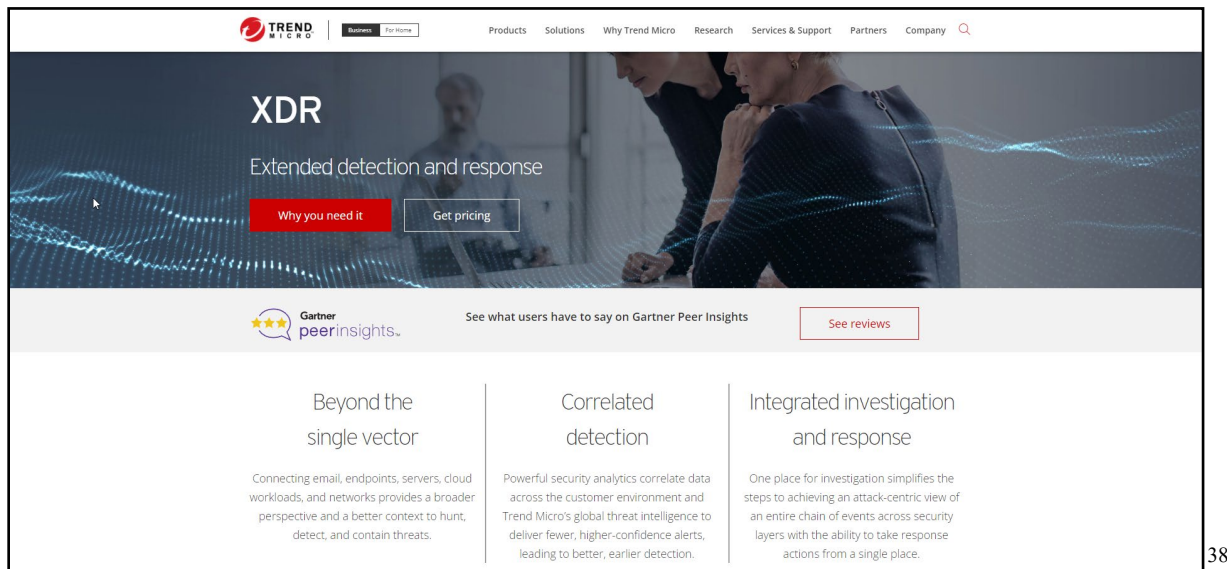 TREND
MICRO
Business For Home
Products Solutions Why Trend Micro Research Services & Support Partners Company
XDR
Extended detection and response
Why you need it Get pricing
Gartner
peerinsights™
See what users have to say on Gartner Peer Insights
See reviews
Beyond the
single vector
Connecting email, endpoints, servers, cloud
workloads, and networks provides a broader
perspective and a better context to hunt,
detect, and contain threats.
Correlated
detection
Powerful security analytics correlate data
across the customer environment and
Trend Micro's global threat intelligence to
deliver fewer, higher-confidence alerts,
leading to better, earlier detection.
Integrated investigation
and response
One place for investigation simplifies the
steps to achieving an attack-centric view of
an entire chain of events across security
layers with the ability to take response
actions from a single place.
38